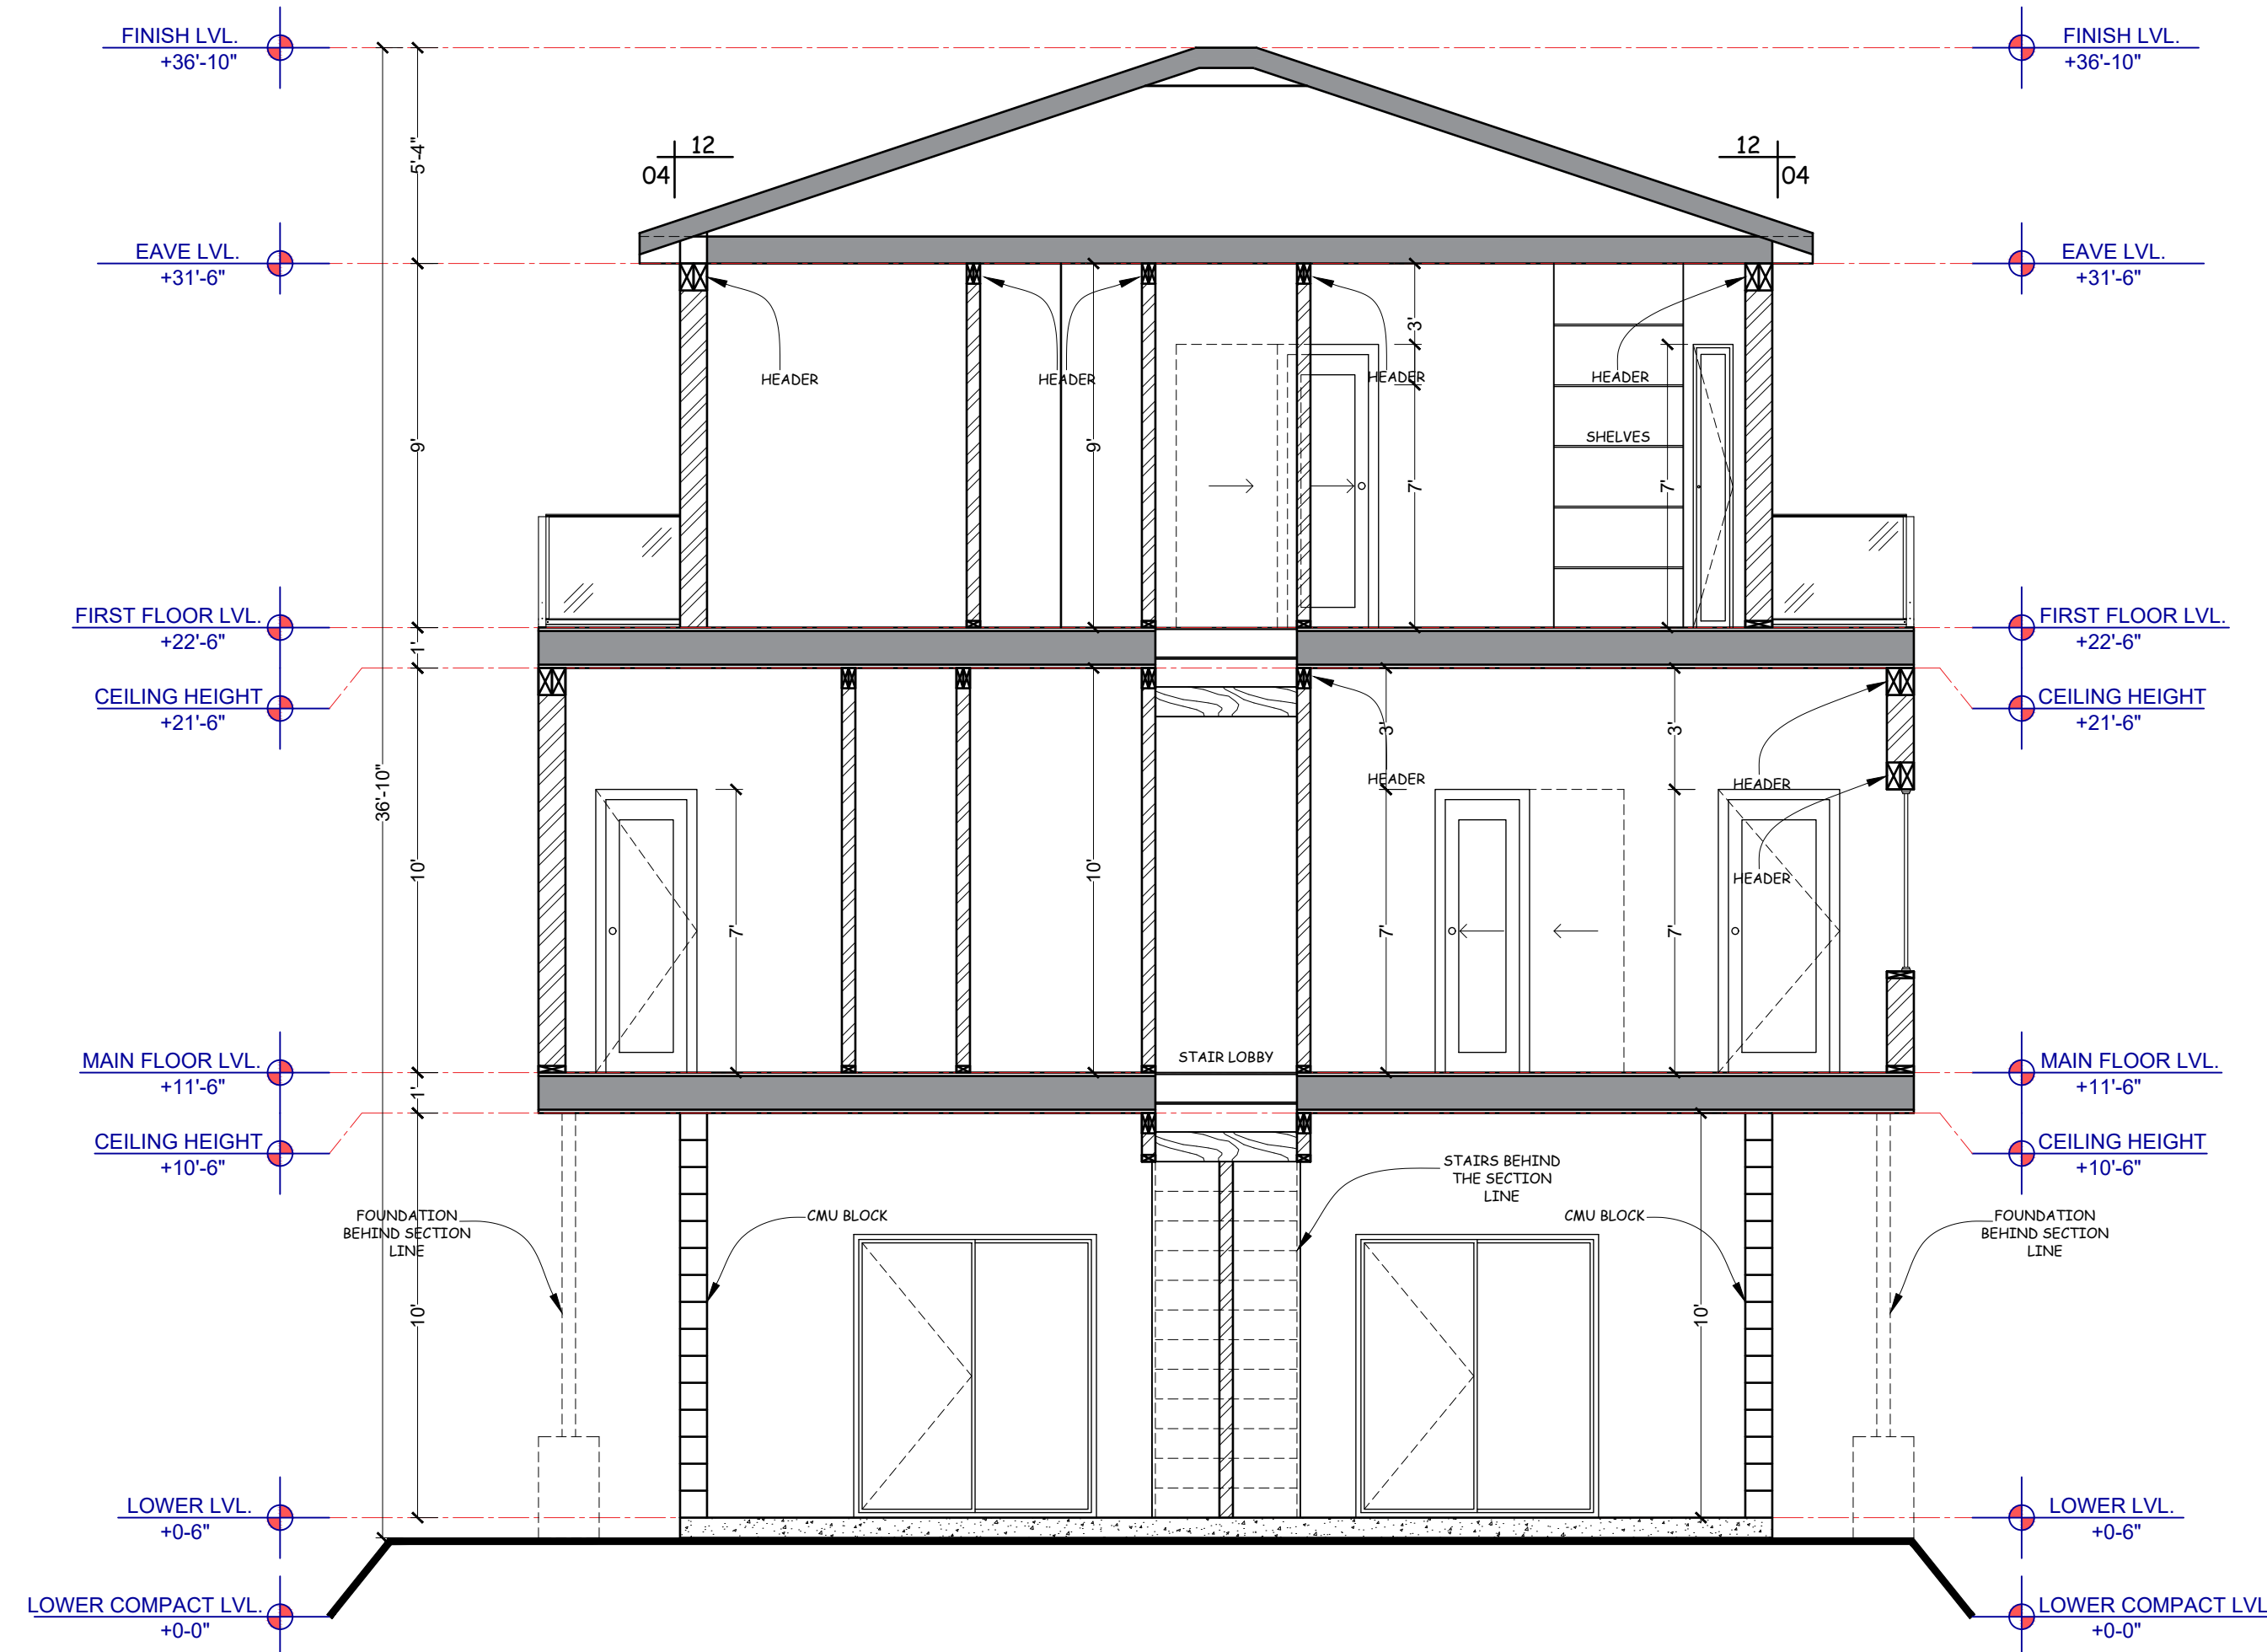 FINISH LVL.
+36'-10"
FINISH LVL.
+36'-10"
5'-4"
12
04
12
04
EAVE LVL.
+31'-6"
EAVE LVL.
+31'-6"
3'
HEADER
HEADER
HEADER
HEADER
9'
9'
SHELVES
7'
7'
FIRST FLOOR LVL.
+22'-6"
FIRST FLOOR LVL.
+22'-6"
1'
CEILING HEIGHT
+21'-6"
CEILING HEIGHT
+21'-6"
3'
3'
36'-10"
HEADER
HEADER
10'
10'
HEADER
7'
7'
7'
STAIR LOBBY
MAIN FLOOR LVL.
+11'-6"
MAIN FLOOR LVL.
+11'-6"
1'
CEILING HEIGHT
+10'-6"
CEILING HEIGHT
+10'-6"
STAIRS BEHIND
THE SECTION
LINE
FOUNDATION
BEHIND SECTION
LINE
CMU BLOCK
CMU BLOCK
FOUNDATION
BEHIND SECTION
LINE
10'
10'
LOWER LVL.
+0-6"
LOWER LVL.
+0-6"
LOWER COMPACT LVL.
+0-0"
LOWER COMPACT LVL
+0-0"